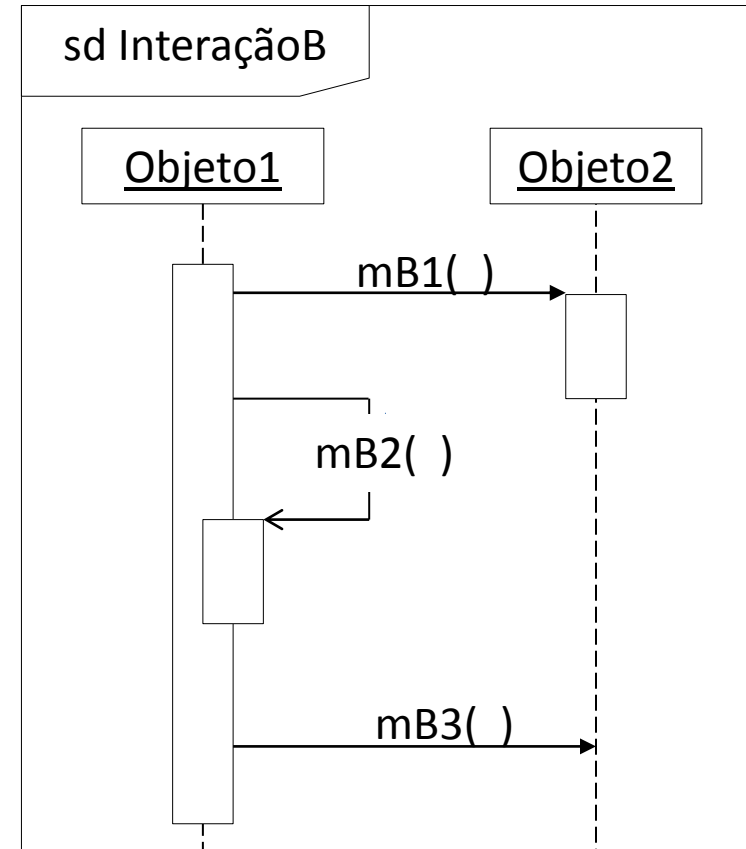 sd InteraçãoB
Objeto1
Objeto2
mB1( )
mB2( )
mB3( )